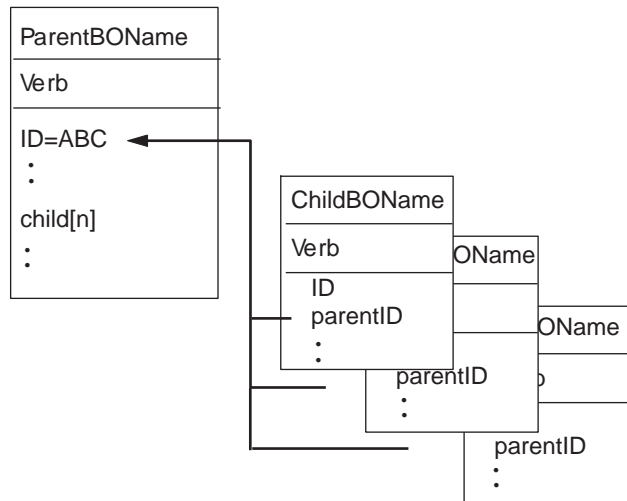 ParentBOName
Verb
ID=ABC
:
child[n]
:
ChildBOName
Verb
ID
parentID
:
OName
parentID
:
OName
parentID
: